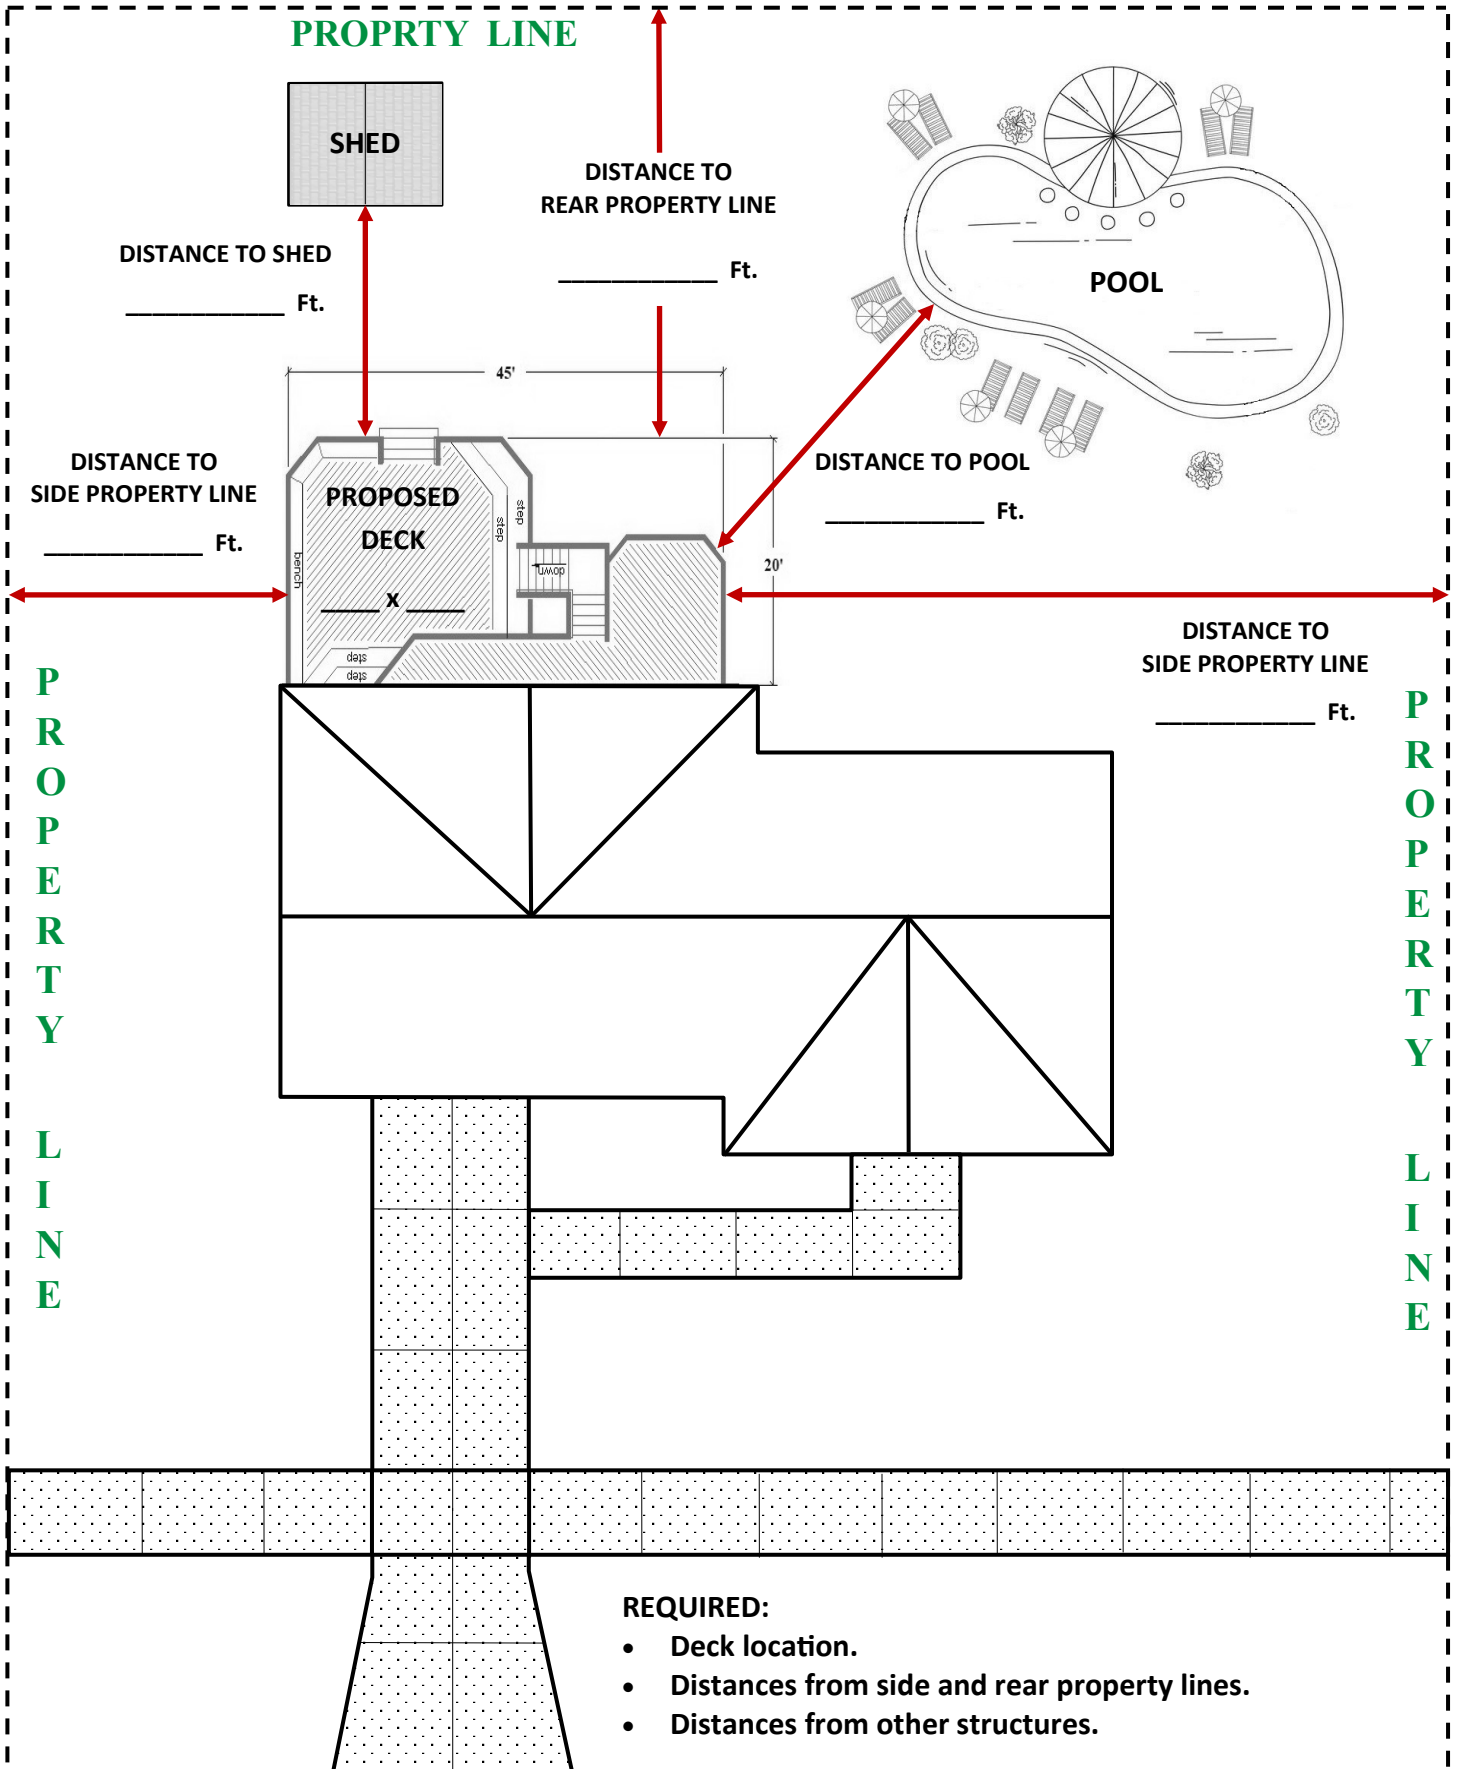 PROPRTY LINE
SHED
DISTANCE TO
REAR PROPERTY LINE
____________ Ft.
DISTANCE TO SHED
____________ Ft.
POOL
45'
DISTANCE TO
SIDE PROPERTY LINE
____________ Ft.
PROPOSED
DECK
_____ x _____
bench
step
step
down
step
step
20'
DISTANCE TO POOL
____________ Ft.
DISTANCE TO
SIDE PROPERTY LINE
____________ Ft.
PROPERTY LINE
PROPERTY LINE
REQUIRED:
• Deck location.
• Distances from side and rear property lines.
• Distances from other structures.